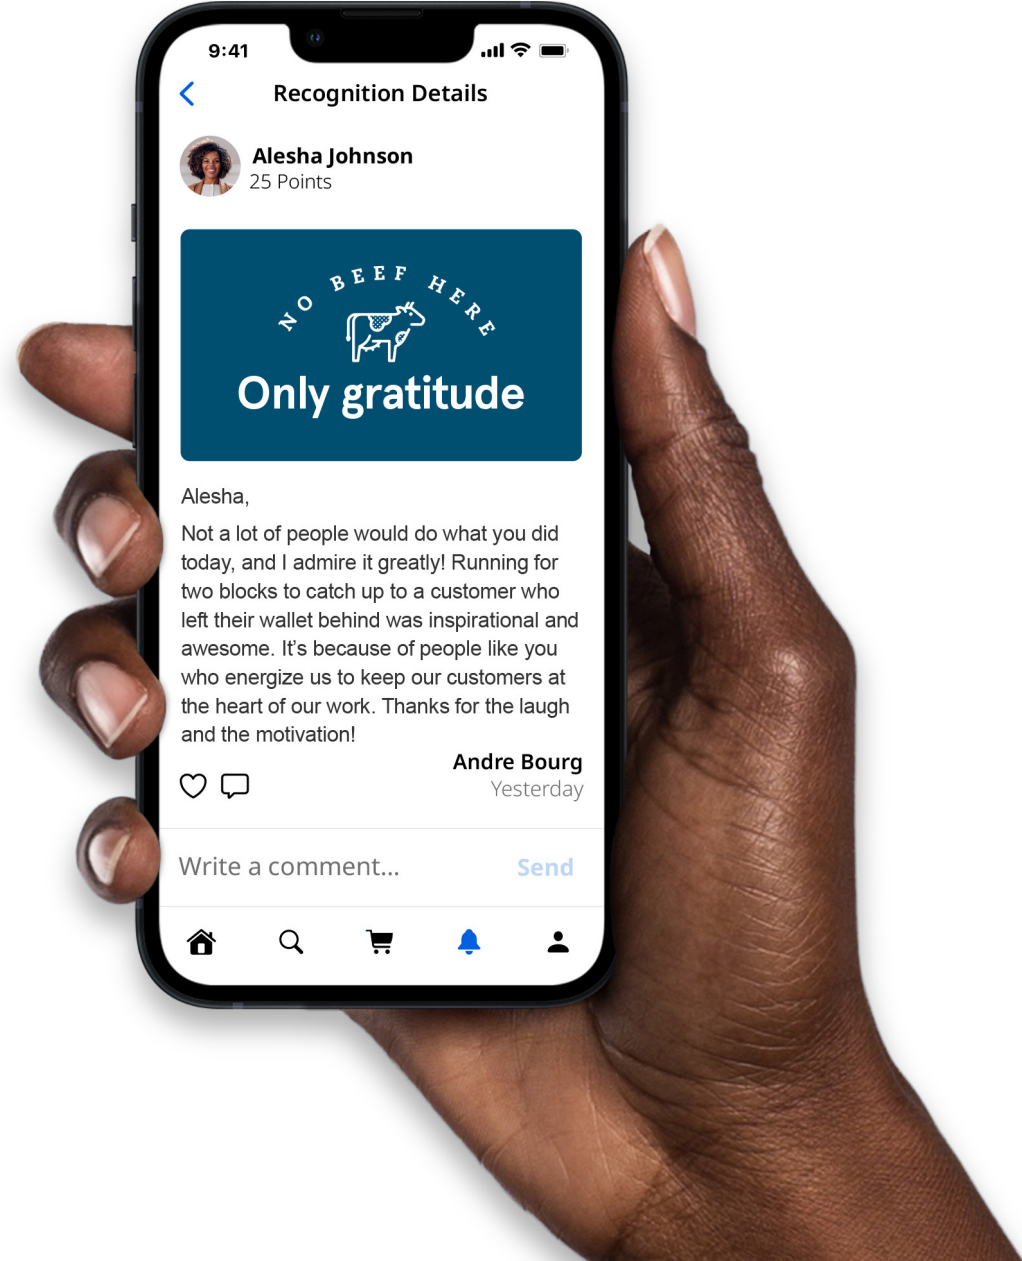 9:41
Recognition Details
Alesha Johnson
25 Points
NO BEEF HERE
Only gratitude
Alesha,
Not a lot of people would do what you did
today, and I admire it greatly! Running for
two blocks to catch up to a customer who
left their wallet behind was inspirational and
awesome. It’s because of people like you
who energize us to keep our customers at
the heart of our work. Thanks for the laugh
and the motivation!
Andre Bourg
Yesterday
Write a comment...
Send